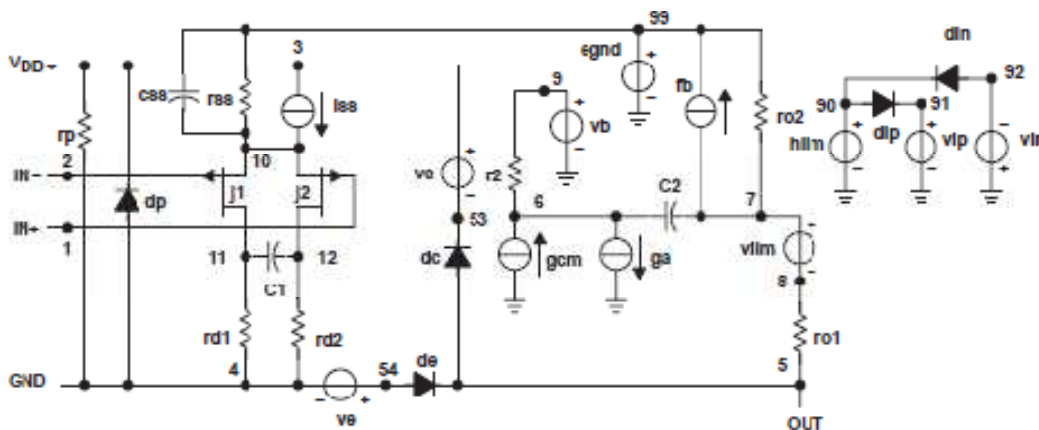 99
3
din
egnd
92
VDD+
css
rss
iss
9
fb
90
91
rp
vb
ro2
dlp
2
10
hlim
vlp
vln
IN−
r2
vc
dp
j1
j2
6
C2
7
IN+
53
1
11
12
dc
gcm
ga
vlim
C1
8
rd1
rd2
ro1
GND
4
54
de
5
ve
OUT